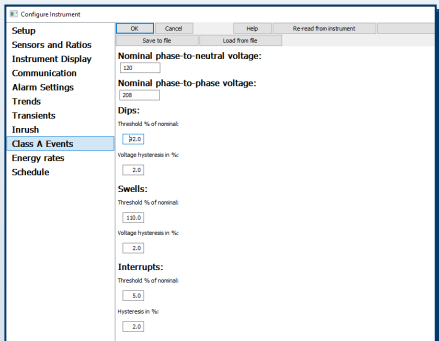 Configure Instrument
Setup
Sensors and Ratios
Instrument Display
Communication
Alarm Settings
Trends
Transients
Inrush
Class A Events
Energy rates
Schedule
OK Cancel Help Re-read from instrument
Save to file Load from file
Nominal phase-to-neutral voltage:
120
Nominal phase-to-phase voltage:
208
Dips:
Threshold % of nominal:
Voltage hysteresis in %:
2.0
Swells:
Threshold % of nominal:
110.0
Voltage hysteresis in %:
2.0
Interrupts:
Threshold % of nominal:
5.0
Hysteresis in %:
2.0